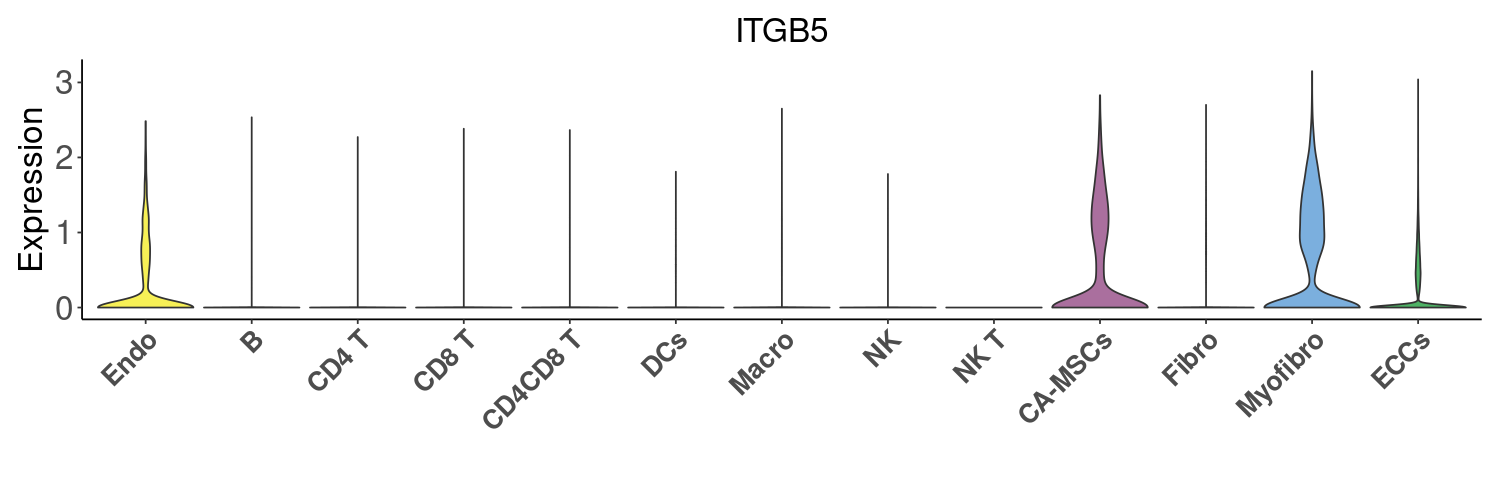 ITGB5
Expression
3
2
1
0
Endo
B
CD4 T
CD8 T
CD4CD8 T
DCs
Macro
NK
NK T
CA-MSCs
Fibro
Myofibro
ECCs